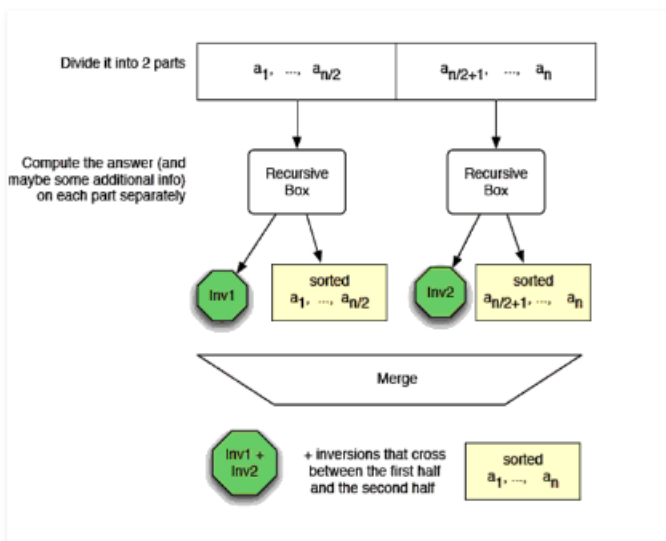 Divide it into 2 parts
a1, ..., an/2
an/2+1, ..., an
Compute the answer (and
maybe some additional info)
on each part separately
Recursive
Box
Recursive
Box
Inv1
sorted
a1, ..., an/2
Inv2
sorted
an/2+1, ..., an
Merge
Inv1 +
Inv2
+ inversions that cross
between the first half
and the second half
sorted
a1, ..., an